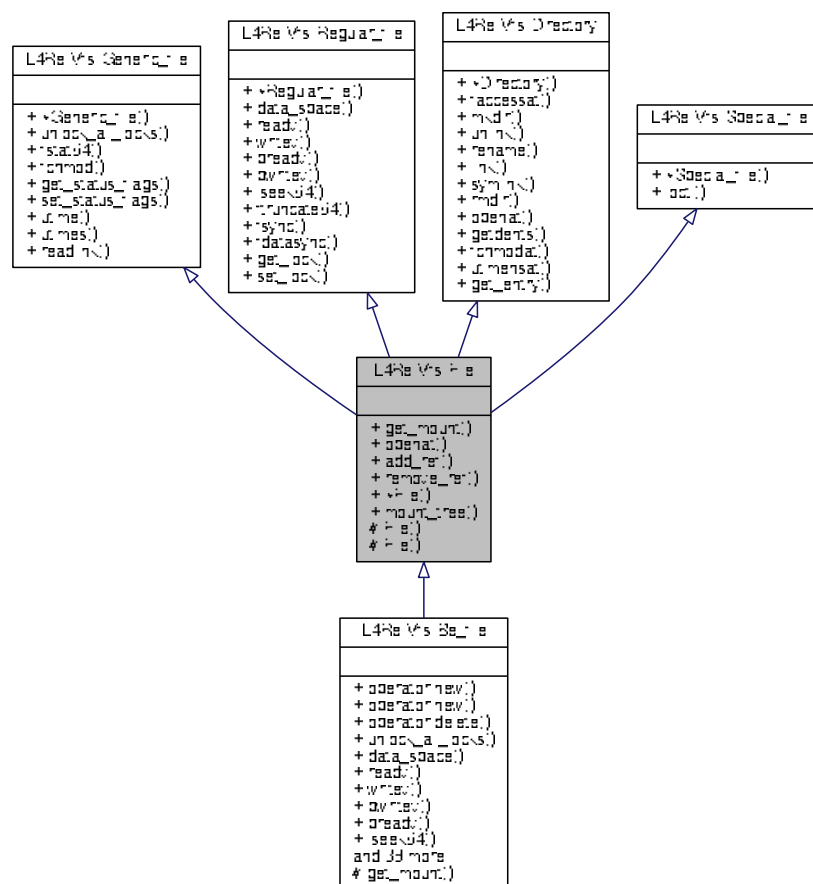 L4Re::Vfs::Generic_file
+ ~Generic_file()
+ unlock_all_locks()
+ fstat64()
+ fchmod()
+ get_status_flags()
+ set_status_flags()
+ utime()
+ utimes()
+ readlink()
L4Re::Vfs::Regular_file
+ ~Regular_file()
+ data_space()
+ readv()
+ writev()
+ preadv()
+ pwritev()
+ lseek64()
+ ftruncate64()
+ fsync()
+ fdatasync()
+ get_lock()
+ set_lock()
L4Re::Vfs::Directory
+ ~Directory()
+ faccessat()
+ mkdir()
+ unlink()
+ rename()
+ link()
+ symlink()
+ rmdir()
+ openat()
+ getdents()
+ fchmodat()
+ utimensat()
+ get_entry()
L4Re::Vfs::Special_file
+ ~Special_file()
+ ioctl()
L4Re::Vfs::File
+ get_mount()
+ openat()
+ add_ref()
+ remove_ref()
+ ~File()
+ mount_tree()
# File()
# File()
L4Re::Vfs::Be_file
+ operator new()
+ operator new()
+ operator delete()
+ unlock_all_locks()
+ data_space()
+ readv()
+ writev()
+ pwritev()
+ preadv()
+ lseek64()
and 39 more
# get_mount()